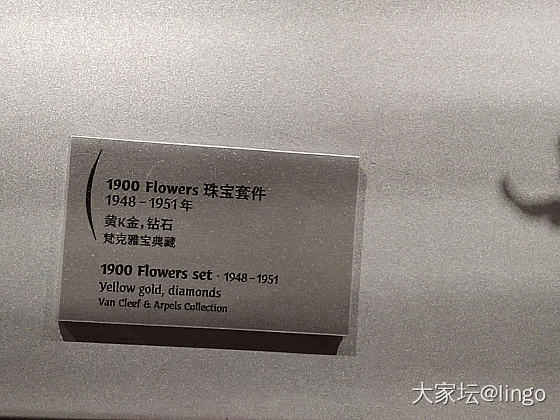 1900 Flowers 珠宝套件
1948 – 1951 年
黄K金, 钻石
梵克雅宝典藏
1900 Flowers set · 1948 – 1951
Yellow gold, diamonds
Van Cleef & Arpels Collection
大家坛@lingo